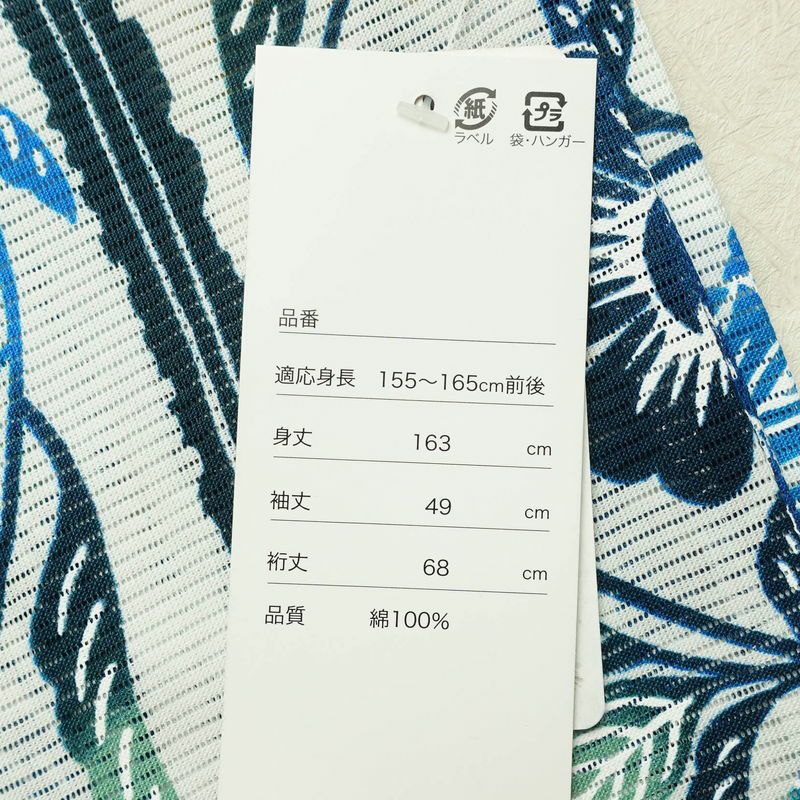 紙 プラ
ラベル 袋・ハンガー
品番
適応身長 155～165cm前後
身丈 163 cm
袖丈 49 cm
裄丈 68 cm
品質 綿100%